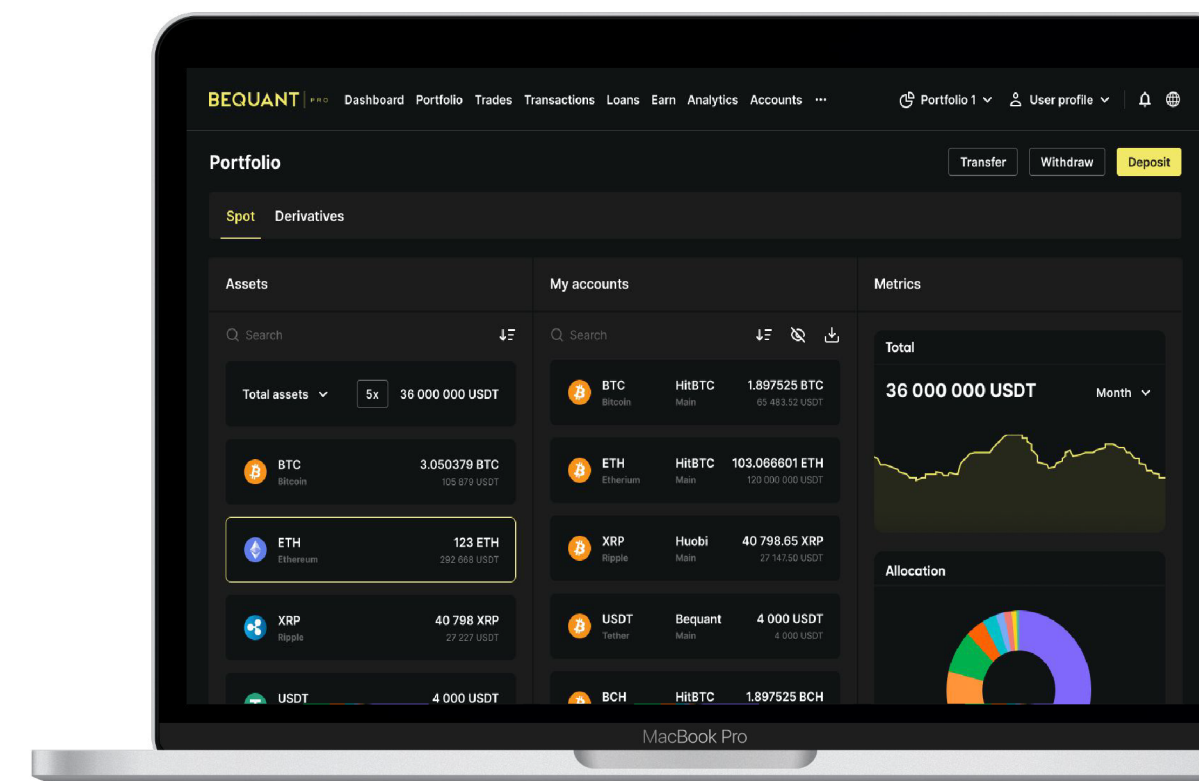 BEQUANT PRO Dashboard Portfolio Trades Transactions Loans Earn Analytics Accounts ··· Portfolio 1 User profile
Portfolio Transfer Withdraw Deposit
Spot Derivatives
Assets
Search
Total assets 5x 36 000 000 USDT
BTC 3.050379 BTC
Bitcoin 105 879 USDT
ETH 123 ETH
Ethereum 292 668 USDT
XRP 40 798 XRP
Ripple 27 227 USDT
USDT 4 000 USDT
My accounts
Search
BTC HitBTC 1.897525 BTC
Bitcoin Main 65 483.52 USDT
ETH HitBTC 103.066601 ETH
Etherium Main 120 000 000 USDT
XRP Huobi 40 798.65 XRP
Ripple Main 27 147.50 USDT
USDT Bequant 4 000 USDT
Tether Main 4 000 USDT
BCH HitBTC 1.897525 BCH
Metrics
Total
36 000 000 USDT Month
Allocation
MacBook Pro